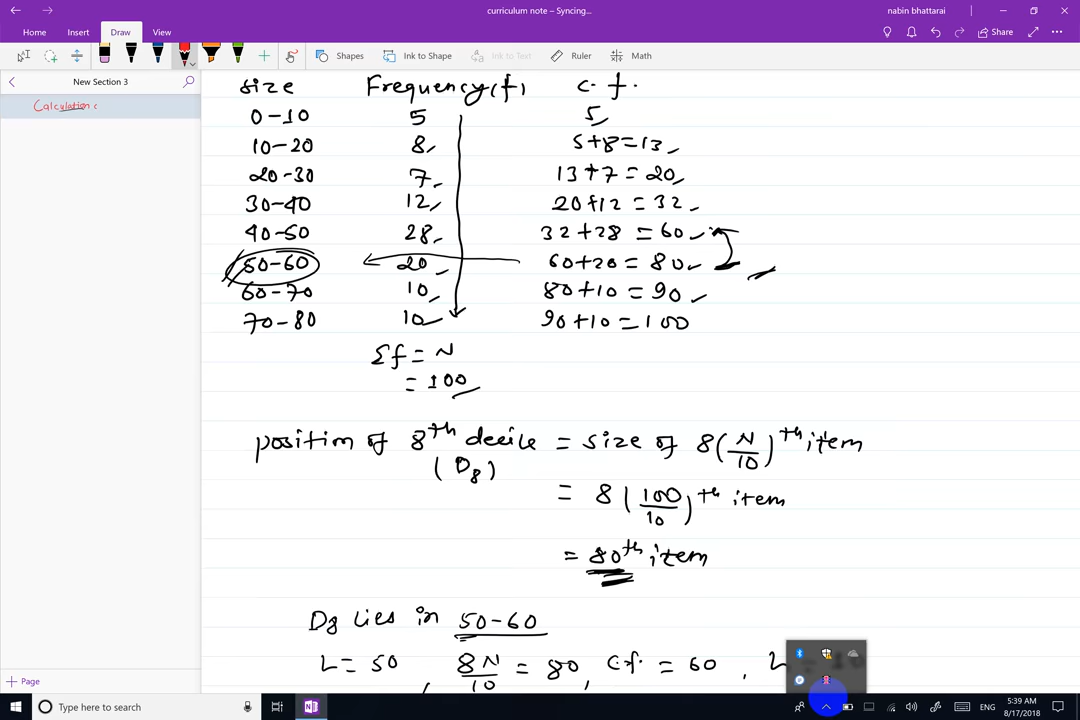 curriculum note – Syncing...
nabin bhattarai
Home Insert Draw View
Share
Shapes Ink to Shape Ink to Text Ruler Math
New Section 3
Calculation
size Frequency(f) c.f.
0-10 5 5
10-20 8 5+8=13
20-30 7 13+7=20
30-40 12 20+12=32
40-50 28 32+28=60
50-60 20 60+20=80
60-70 10 80+10=90
70-80 10 90+10=100
Σf = N
= 100
position of 8th decile = size of 8(N/10)th item
(D8)
= 8(100/10)th item
= 80th item
D8 lies in 50-60
L = 50, 8N/10 = 80, c.f. = 60,
+ Page
Type here to search
ENG
5:39 AM
8/17/2018